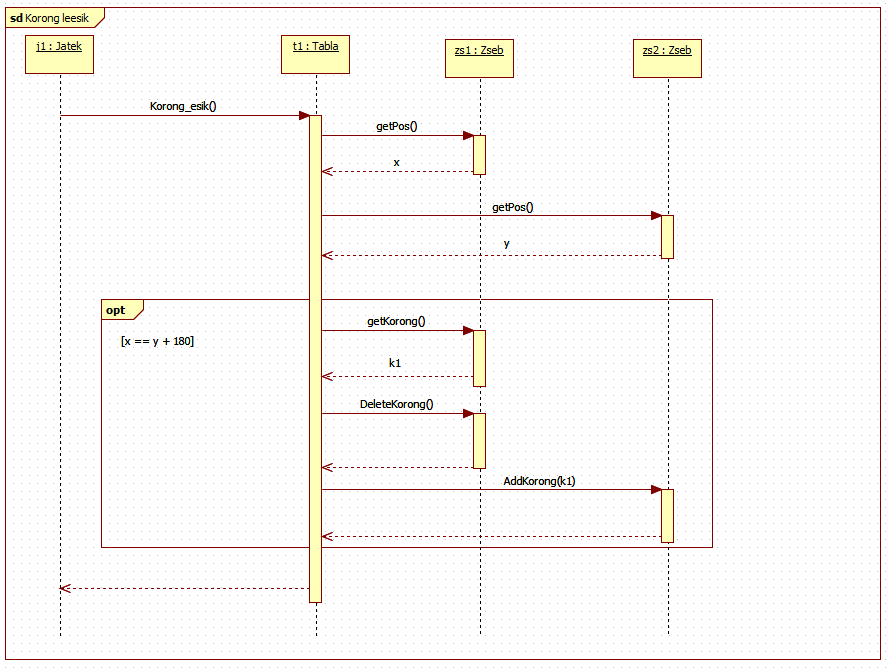 sd Korong leesik
j1 : Jatek
t1 : Tabla
zs1 : Zseb
zs2 : Zseb
Korong_esik()
getPos()
x
getPos()
y
opt
[x == y + 180]
getKorong()
k1
DeleteKorong()
AddKorong(k1)